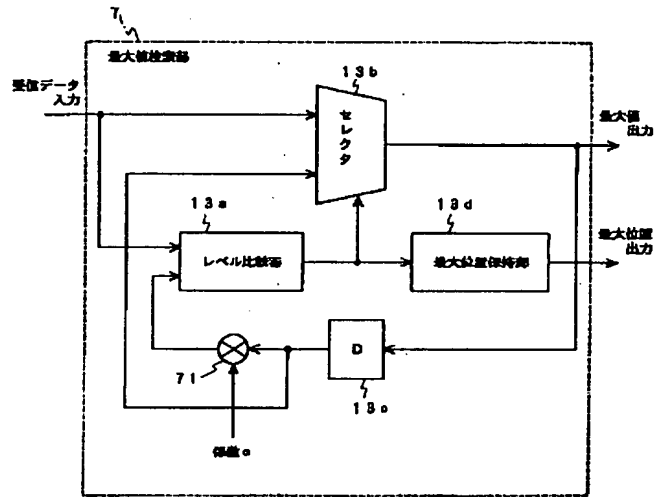 7
最大値検索部
受信データ
入力
13b
セレクタ
最大値
出力
13a
13d
最大位置
出力
レベル比較器
最大位置保持部
71
D
13c
係数α